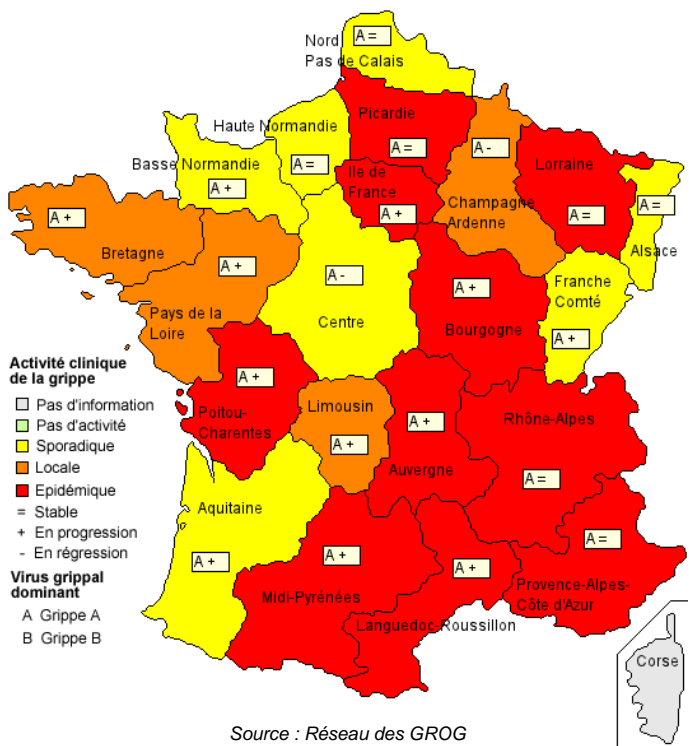 A =
Nord
Pas de Calais
Haute Normandie
A =
Picardie
A =
A -
Lorraine
A =
Basse Normandie
A +
Ile de
France
A +
Champagne
Ardenne
A =
Alsace
A +
Bretagne
A +
Pays de la
Loire
A -
Centre
A +
Bourgogne
Franche
Comté
A +
A +
Poitou-
Charentes
Limousin
A +
A +
Auvergne
Rhône-Alpes
A =
Aquitaine
A +
A +
Midi-Pyrénées
A +
Languedoc-Roussillon
A =
Provence-Alpes-
Côte d'Azur
Corse
Activité clinique
de la grippe
Pas d'information
Pas d'activité
Sporadique
Locale
Epidémique
= Stable
+ En progression
- En régression
Virus grippal
dominant
A Grippe A
B Grippe B
Source : Réseau des GROG